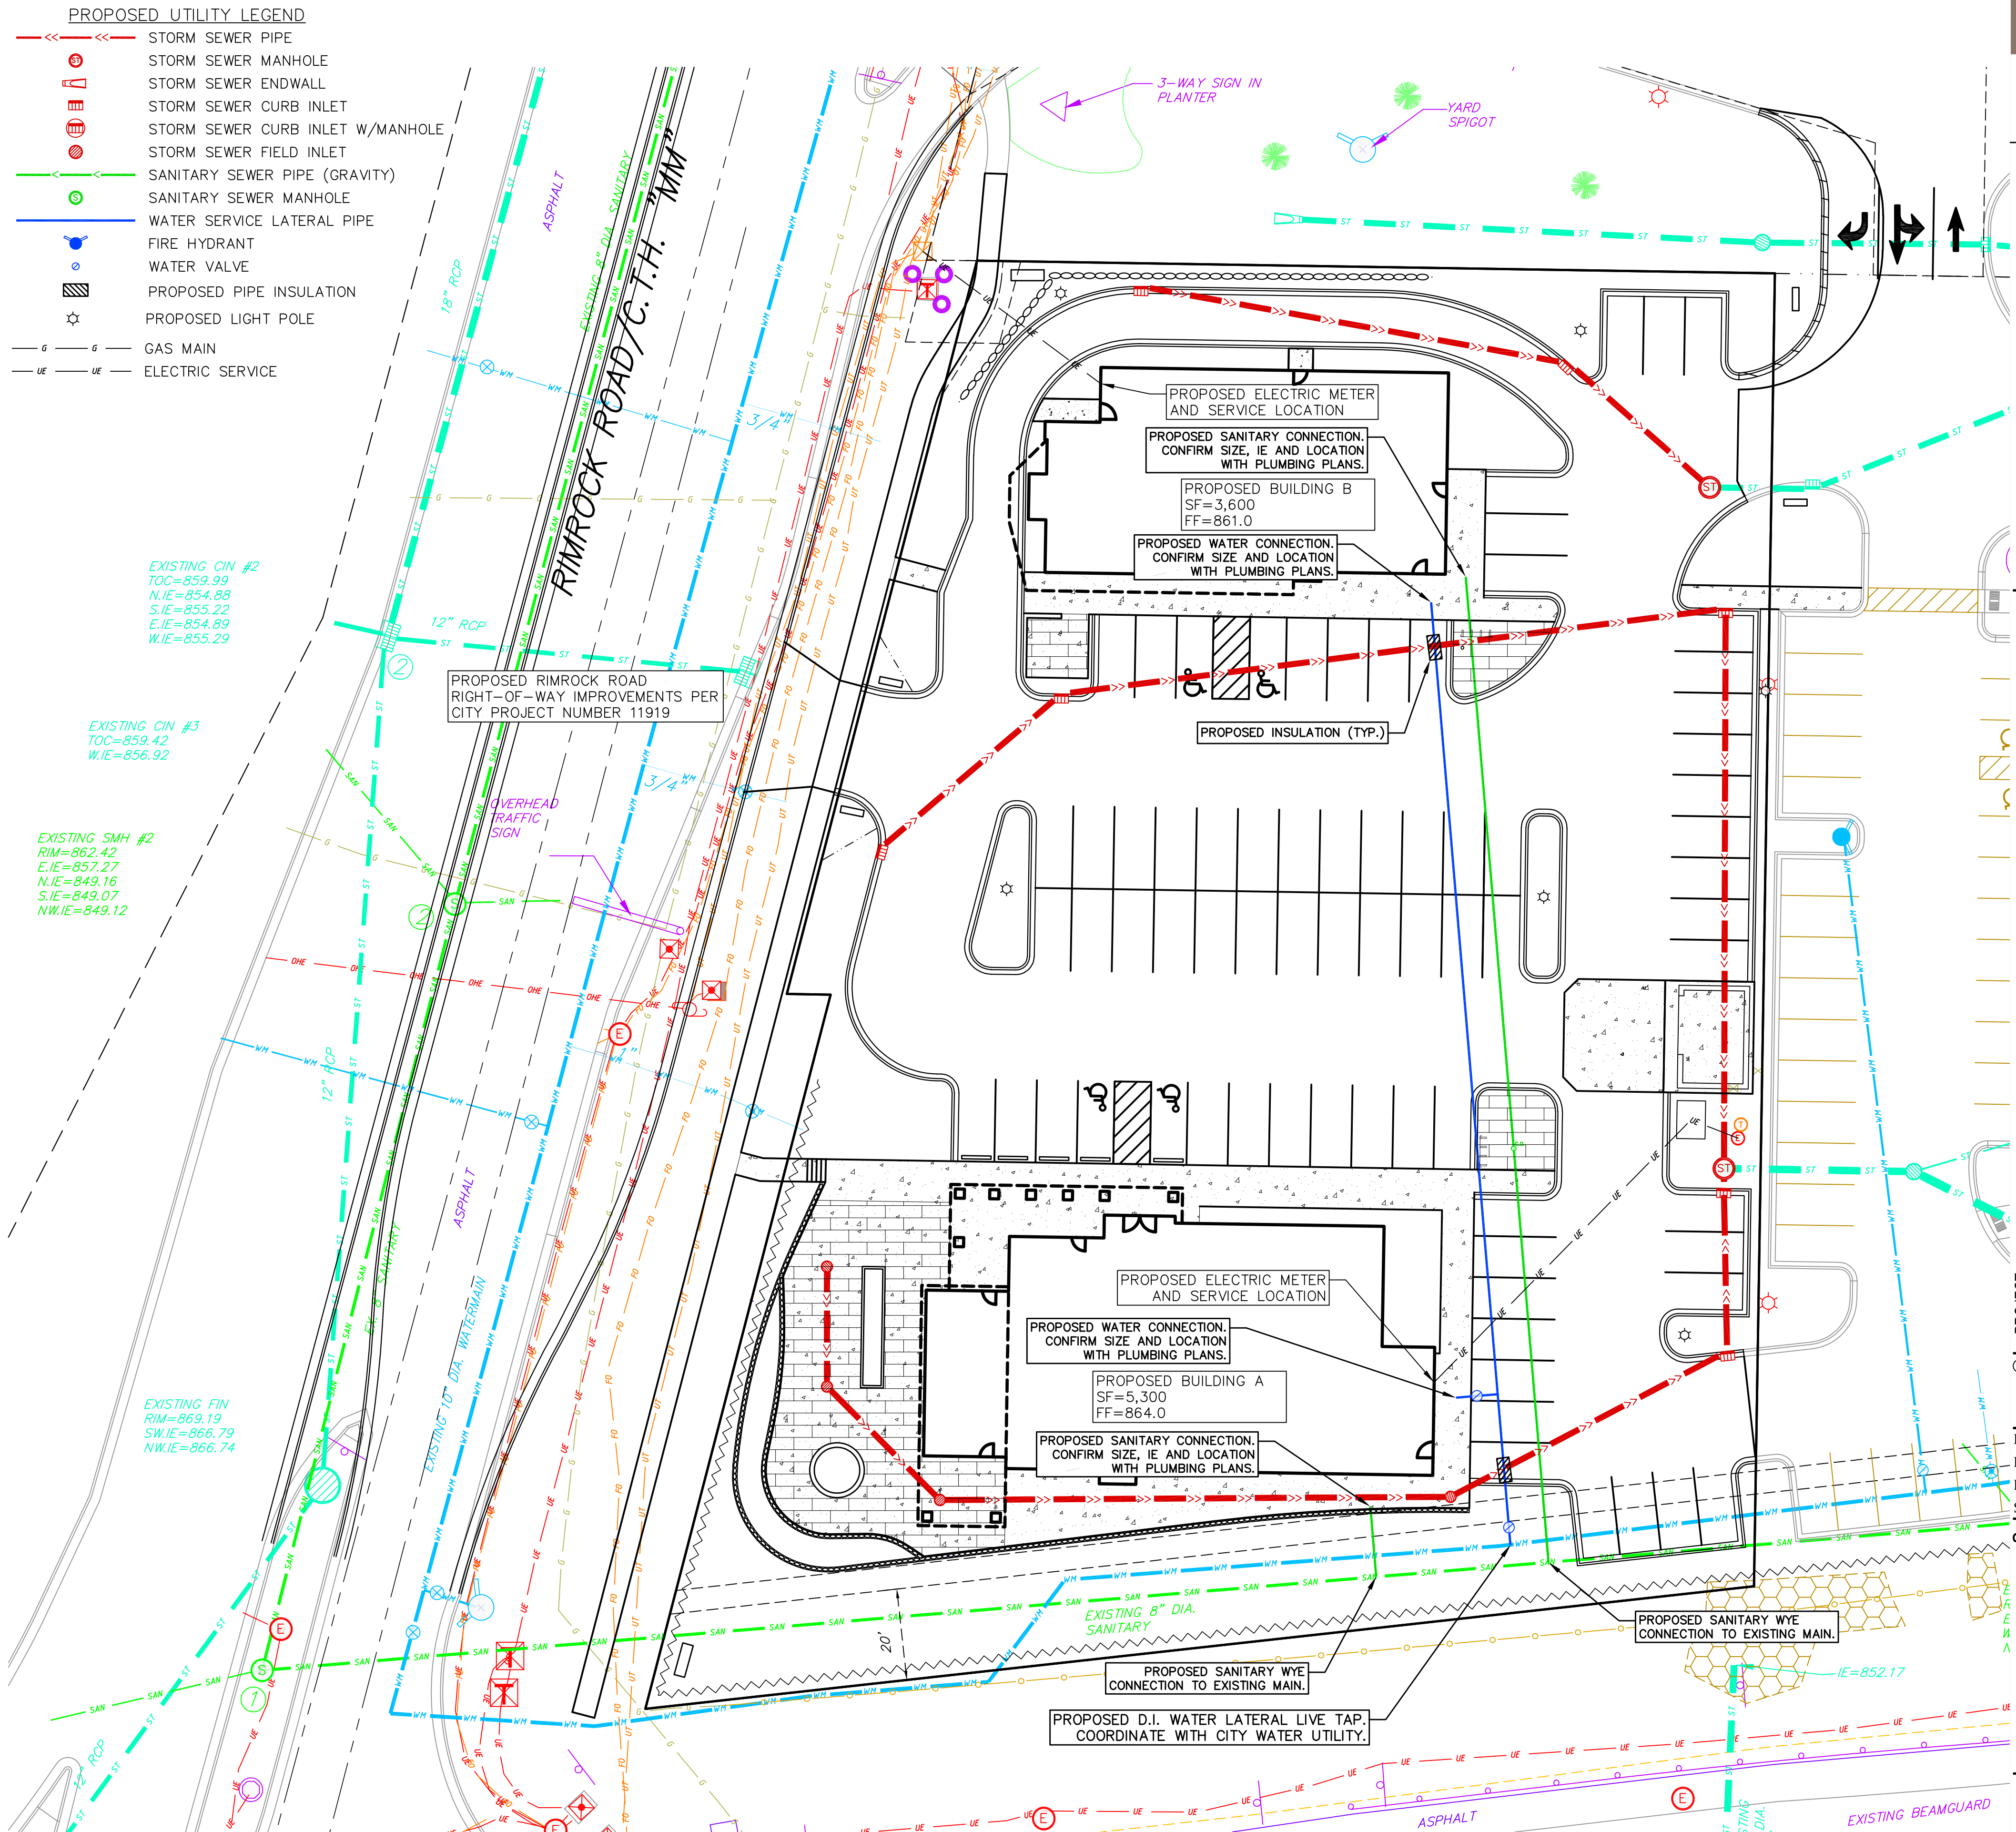 PROPOSED UTILITY LEGEND
STORM SEWER PIPE
ST STORM SEWER MANHOLE
STORM SEWER ENDWALL
STORM SEWER CURB INLET
STORM SEWER CURB INLET W/MANHOLE
STORM SEWER FIELD INLET
SANITARY SEWER PIPE (GRAVITY)
S SANITARY SEWER MANHOLE
WATER SERVICE LATERAL PIPE
FIRE HYDRANT
WATER VALVE
PROPOSED PIPE INSULATION
PROPOSED LIGHT POLE
G G GAS MAIN
UE UE ELECTRIC SERVICE
3-WAY SIGN IN
PLANTER
YARD
SPIGOT
ASPHALT
EXISTING 8" DIA. SANITARY
RIMROCK ROAD/C.T.H. "MM"
18" RCP
3/4"
PROPOSED ELECTRIC METER
AND SERVICE LOCATION
PROPOSED SANITARY CONNECTION.
CONFIRM SIZE, IE AND LOCATION
WITH PLUMBING PLANS.
PROPOSED BUILDING B
SF=3,600
FF=861.0
PROPOSED WATER CONNECTION.
CONFIRM SIZE AND LOCATION
WITH PLUMBING PLANS.
ST
EXISTING CIN #2
TOC=859.99
N.IE=854.88
S.IE=855.22
E.IE=854.89
W.IE=855.29
12" RCP
2
PROPOSED RIMROCK ROAD
RIGHT-OF-WAY IMPROVEMENTS PER
CITY PROJECT NUMBER 11919
PROPOSED INSULATION (TYP.)
EXISTING CIN #3
TOC=859.42
W.IE=856.92
3/4"
OVERHEAD
TRAFFIC
SIGN
EXISTING SMH #2
RIM=862.42
E.IE=857.27
N.IE=849.16
S.IE=849.07
NW.IE=849.12
2
E
1"
12" RCP
T
E
ST
ASPHALT
EX. 8" SANITARY
EXISTING 10" DIA. WATERMAIN
PROPOSED ELECTRIC METER
AND SERVICE LOCATION
PROPOSED WATER CONNECTION.
CONFIRM SIZE AND LOCATION
WITH PLUMBING PLANS.
PROPOSED BUILDING A
SF=5,300
FF=864.0
PROPOSED SANITARY CONNECTION.
CONFIRM SIZE, IE AND LOCATION
WITH PLUMBING PLANS.
EXISTING FIN
RIM=869.19
SW.IE=866.79
NW.IE=866.74
EXISTING 8" DIA.
SANITARY
20'
PROPOSED SANITARY WYE
CONNECTION TO EXISTING MAIN.
PROPOSED SANITARY WYE
CONNECTION TO EXISTING MAIN.
IE=852.17
PROPOSED D.I. WATER LATERAL LIVE TAP.
COORDINATE WITH CITY WATER UTILITY.
E
S
1
12" RCP
E
E
E
ASPHALT
EXISTING BEAMGUARD